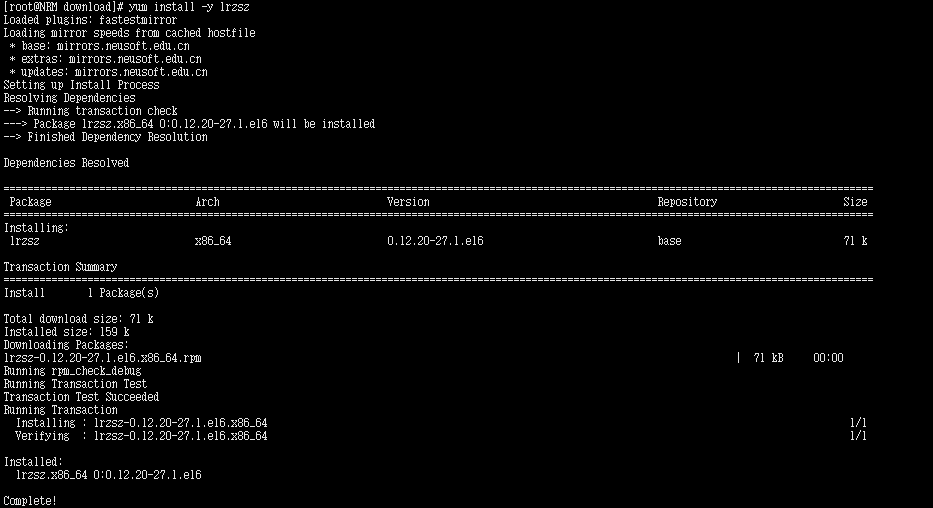 [root@NRM download]# yum install -y lrzsz
Loaded plugins: fastestmirror
Loading mirror speeds from cached hostfile
 * base: mirrors.neusoft.edu.cn
 * extras: mirrors.neusoft.edu.cn
 * updates: mirrors.neusoft.edu.cn
Setting up Install Process
Resolving Dependencies
--> Running transaction check
---> Package lrzsz.x86_64 0:0.12.20-27.1.el6 will be installed
--> Finished Dependency Resolution

Dependencies Resolved

================================================================================
 Package                Arch                Version                Repository                Size
================================================================================
Installing:
 lrzsz                x86_64                0.12.20-27.1.el6                base                71 k

Transaction Summary
================================================================================
Install       1 Package(s)

Total download size: 71 k
Installed size: 159 k
Downloading Packages:
lrzsz-0.12.20-27.1.el6.x86_64.rpm                | 71 kB     00:00
Running rpm_check_debug
Running Transaction Test
Transaction Test Succeeded
Running Transaction
  Installing : lrzsz-0.12.20-27.1.el6.x86_64                1/1
  Verifying  : lrzsz-0.12.20-27.1.el6.x86_64                1/1

Installed:
  lrzsz.x86_64 0:0.12.20-27.1.el6

Complete!